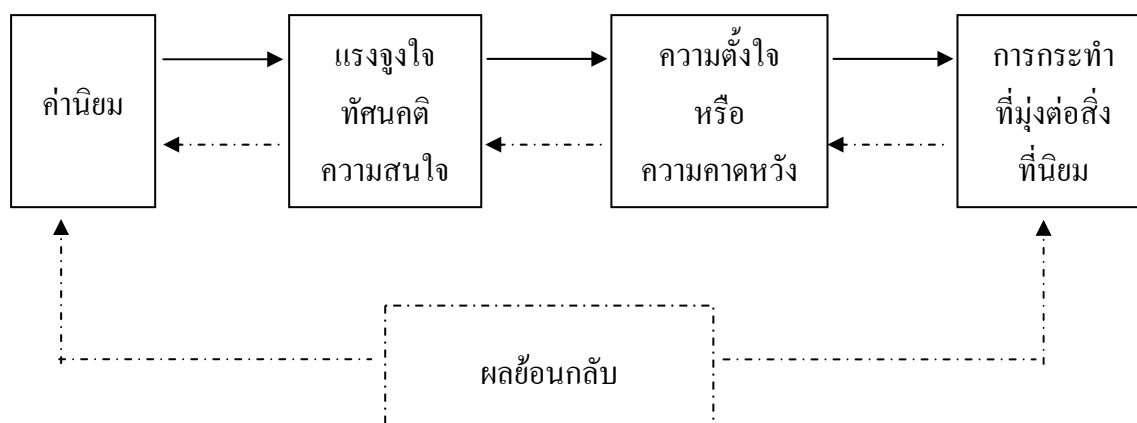 ค่านิยม
แรงจูงใจ
ทัศนคติ
ความสนใจ
ความตั้งใจ
หรือ
ความคาดหวัง
การกระทำ
ที่มุ่งต่อสิ่ง
ที่นิยม
ผลย้อนกลับ